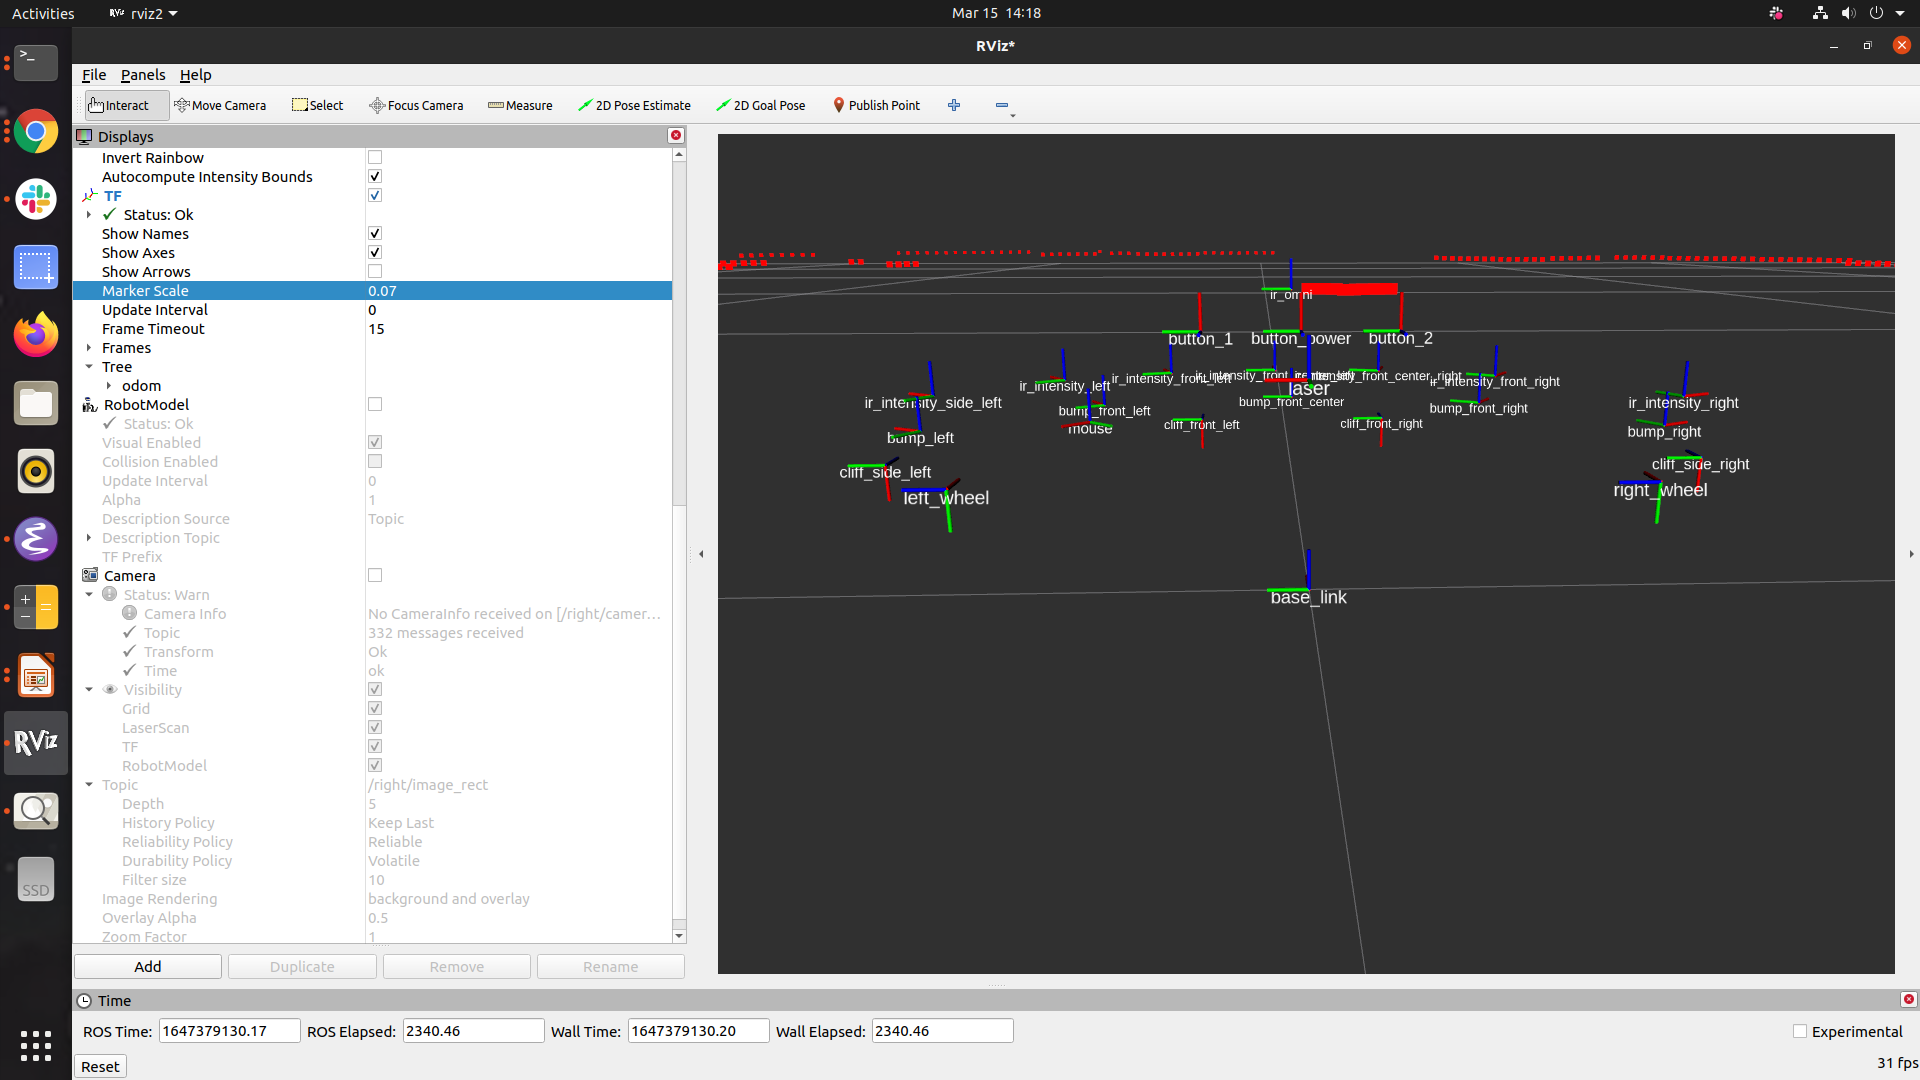 Activities rviz2 Mar 15 14:18
RViz*
File Panels Help
Interact Move Camera Select Focus Camera Measure 2D Pose Estimate 2D Goal Pose Publish Point
Displays
Invert Rainbow
Autocompute Intensity Bounds
TF
Status: Ok
Show Names
Show Axes
Show Arrows
Marker Scale 0.07
Update Interval 0
Frame Timeout 15
Frames
Tree
odom
RobotModel
Status: Ok
Visual Enabled
Collision Enabled
Update Interval 0
Alpha 1
Description Source Topic
Description Topic
TF Prefix
Camera
Status: Warn
Camera Info No CameraInfo received on [/right/camer...
Topic 332 messages received
Transform Ok
Time ok
Visibility
Grid
LaserScan
TF
RobotModel
Topic /right/image_rect
Depth 5
History Policy Keep Last
Reliability Policy Reliable
Durability Policy Volatile
Filter size 10
Image Rendering background and overlay
Overlay Alpha 0.5
Zoom Factor 1
Add Duplicate Remove Rename
ir_omni
button_1 button_power button_2
ir_intensity_left ir_intensity_front_left ir_intensity_front_center_right ir_intensity_front_right
laser
ir_intensity_side_left bump_front_left bump_front_center bump_front_right ir_intensity_right
mouse cliff_front_left cliff_front_right
bump_left bump_right
cliff_side_left cliff_side_right
left_wheel right_wheel
base_link
RViz
SSD
Time
ROS Time: 1647379130.17 ROS Elapsed: 2340.46 Wall Time: 1647379130.20 Wall Elapsed: 2340.46 Experimental
Reset 31 fps